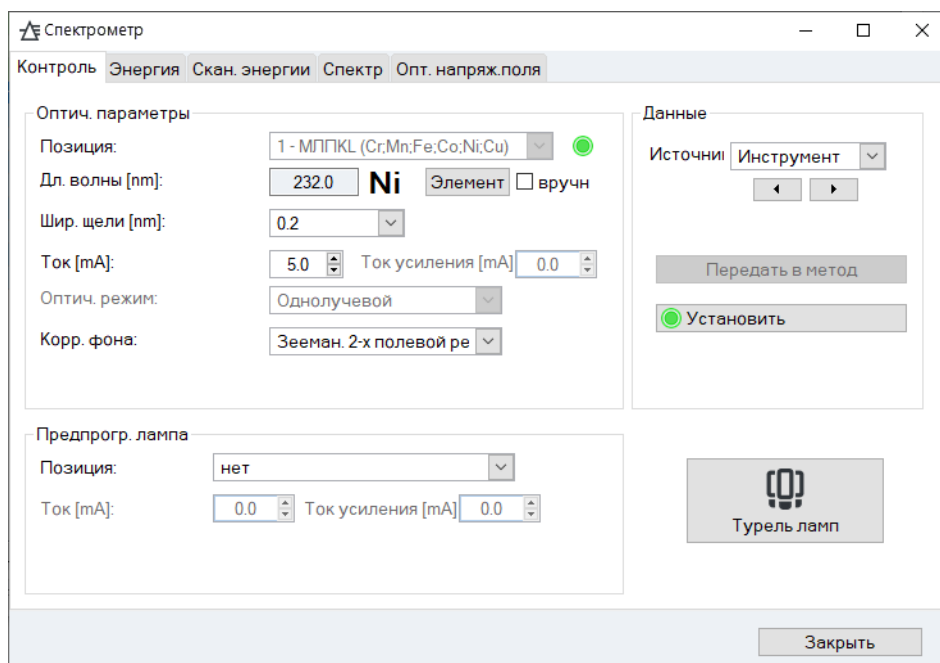 Спектрометр
Контроль Энергия Скан. энергии Спектр Опт. напряж.поля
Оптич. параметры
Позиция: 1 - МЛПKL (Cr;Mn;Fe;Co;Ni;Cu)
Дл. волны [nm]: 232.0 Ni Элемент вручн
Шир. щели [nm]: 0.2
Ток [mA]: 5.0 Ток усиления [mA] 0.0
Оптич. режим: Однолучевой
Корр. фона: Зееман. 2-х полевой ре
Данные
Источни Инструмент
Передать в метод
Установить
Предпрогр. лампа
Позиция: нет
Ток [mA]: 0.0 Ток усиления [mA] 0.0
Турель ламп
Закрыть